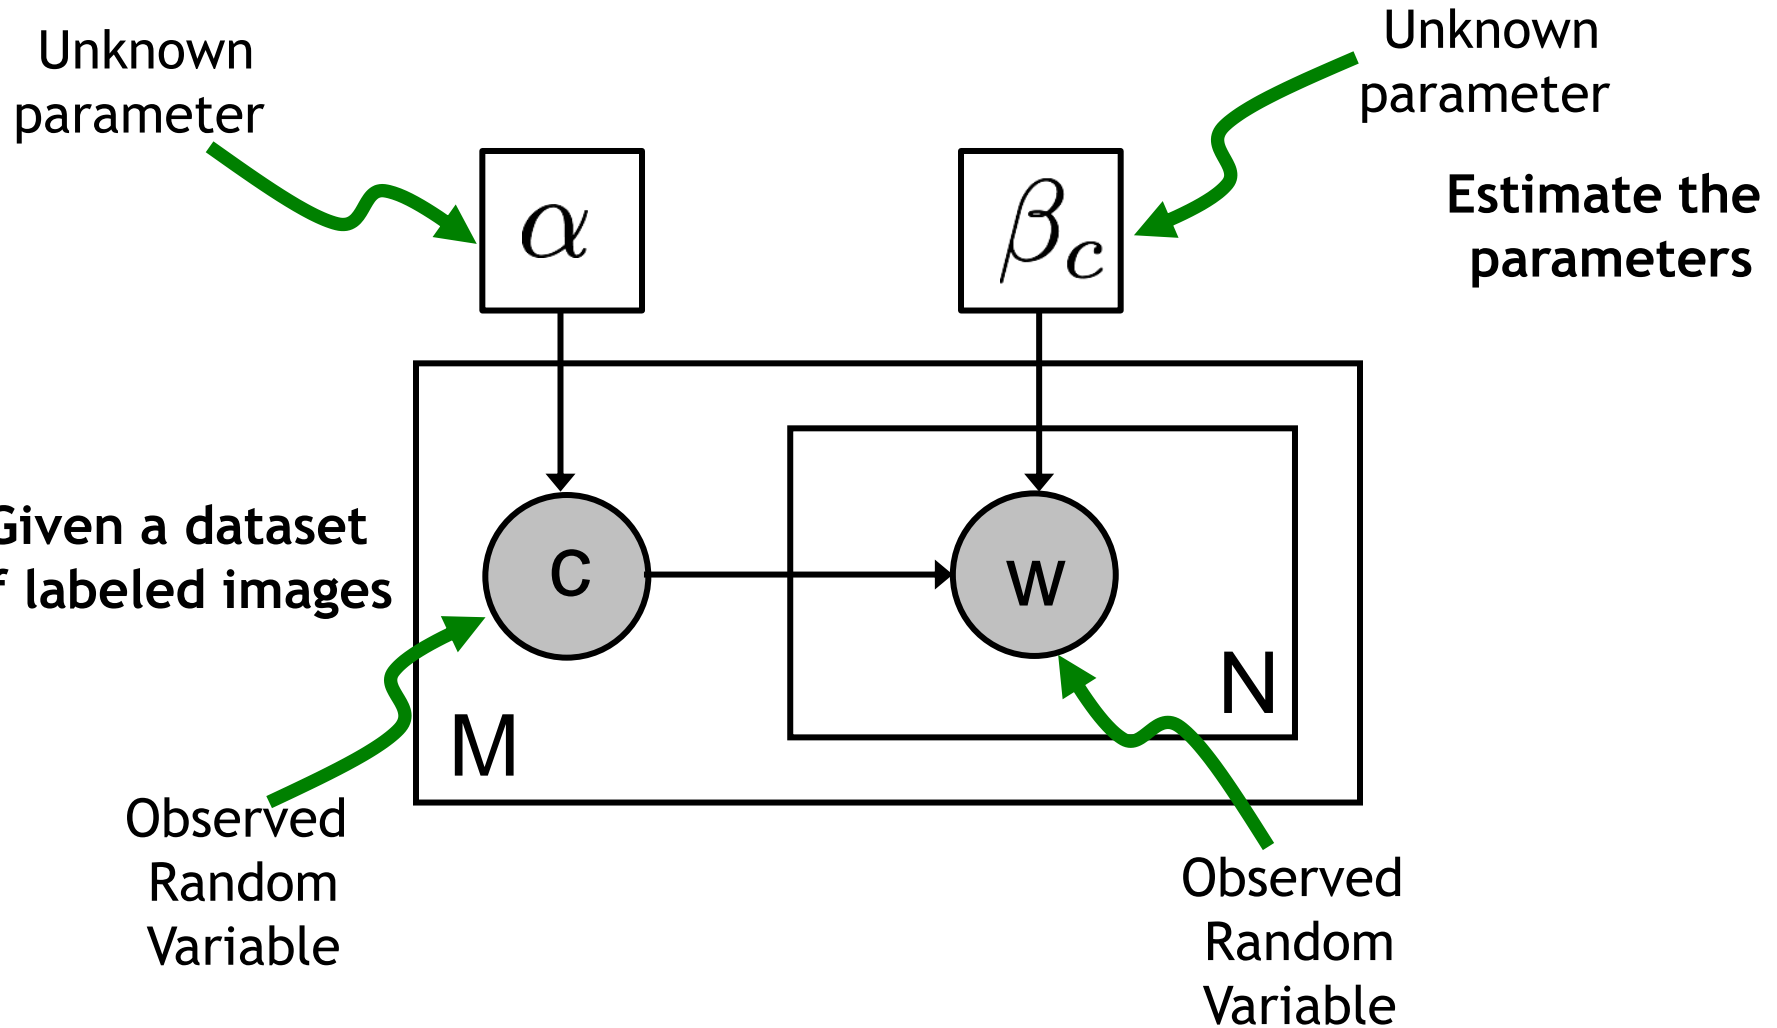 Unknown
parameter
Unknown
parameter
α
β_c
Estimate the
parameters
Given a dataset
f labeled images
c
w
N
M
Observed
Random
Variable
Observed
Random
Variable